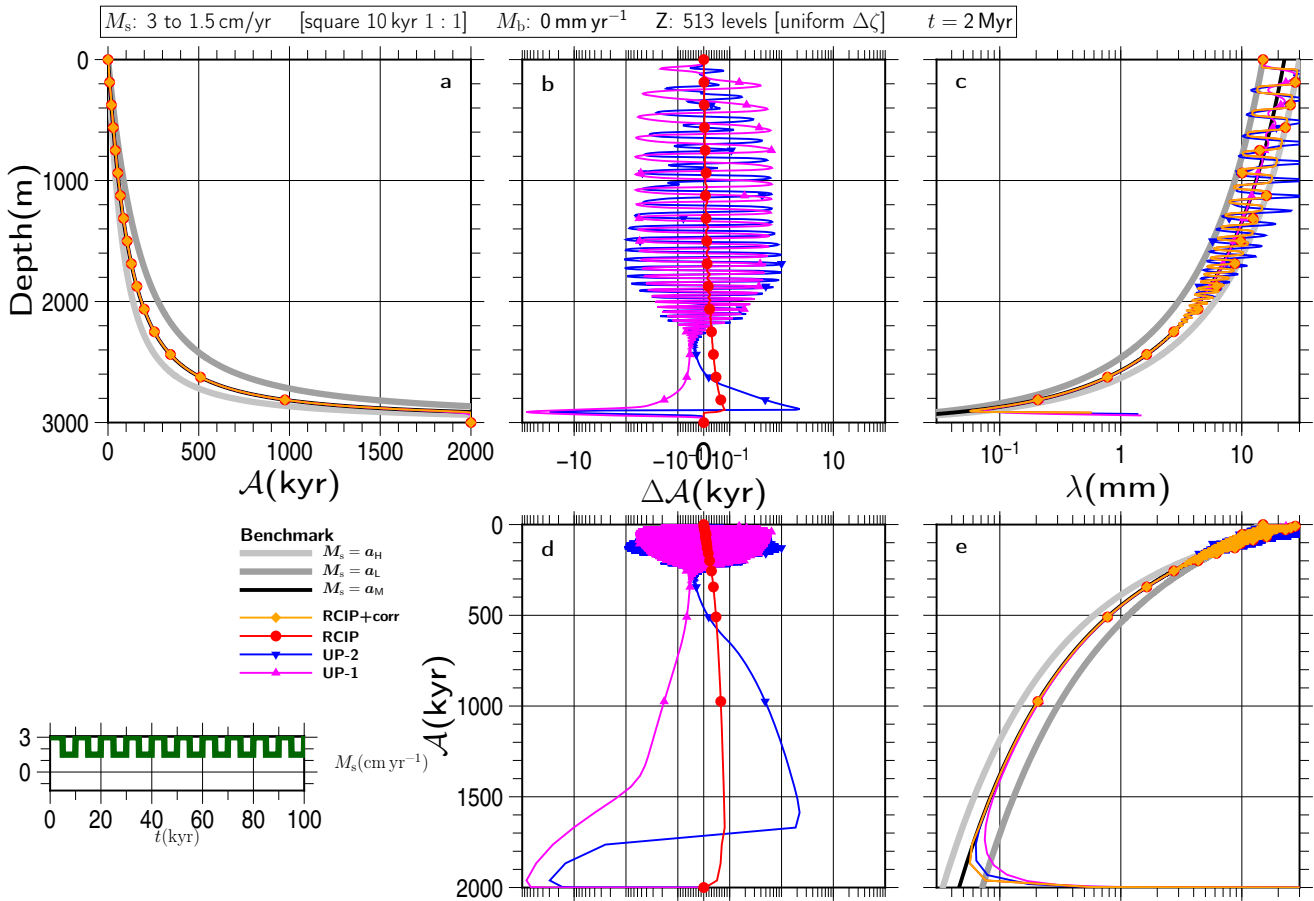 Mₛ: 3 to 1.5 cm/yr [square 10 kyr 1 : 1] M_b: 0 mm yr⁻¹ Z: 513 levels [uniform Δζ] t = 2 Myr
a b c
0
1000
2000
3000
Depth(m)
0 500 1000 1500 2000
𝒜(kyr)
−10 −10⁻¹ 0 10⁻¹ 10
Δ𝒜(kyr)
10⁻¹ 1 10
λ(mm)
Benchmark
Mₛ = a_H
Mₛ = a_L
Mₛ = a_M
RCIP+corr
RCIP
UP-2
UP-1
d e
0
500
1000
1500
2000
𝒜(kyr)
3
0
Mₛ(cm yr⁻¹)
0 20 40 60 80 100
t(kyr)